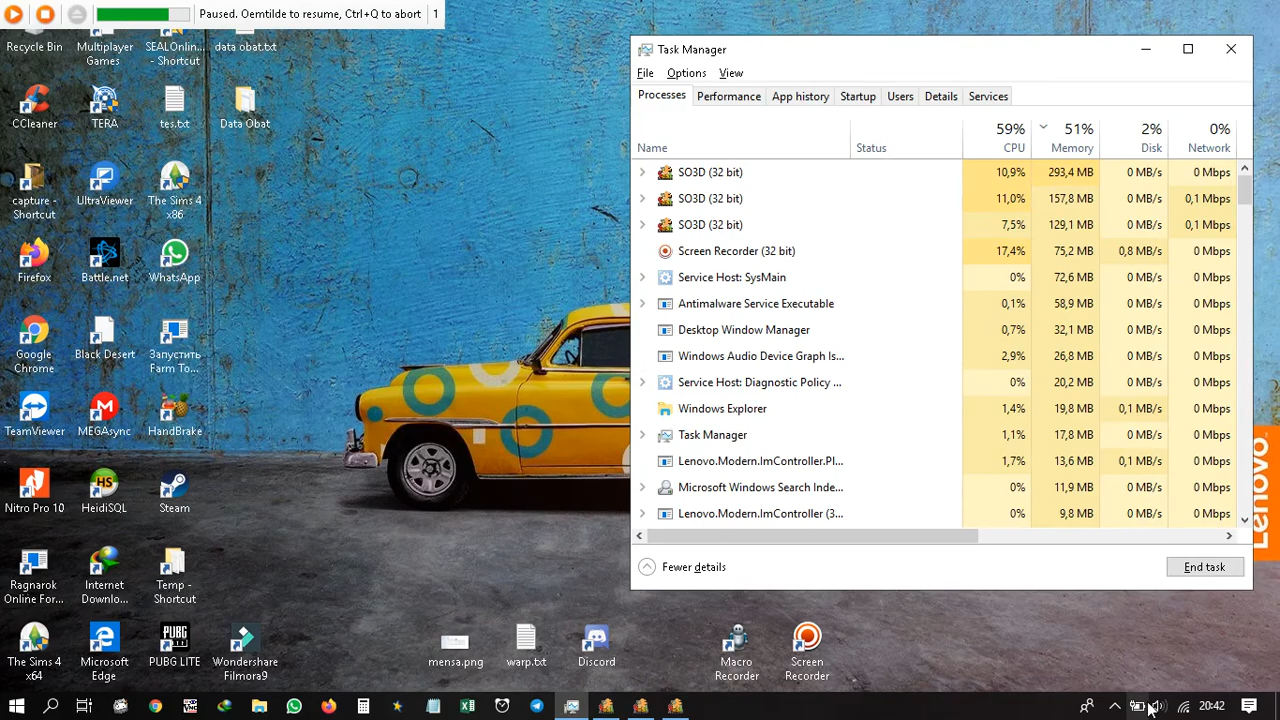 Paused. Oemtilde to resume, Ctrl+Q to abort
1
Recycle Bin
Multiplayer
Games
SEALOnlin...
- Shortcut
data obat.txt
CCleaner
TERA
tes.txt
Data Obat
capture -
Shortcut
UltraViewer
The Sims 4
x86
Firefox
Battle.net
WhatsApp
Google
Chrome
Black Desert
Запустить
Farm To...
TeamViewer
MEGAsync
HandBrake
Nitro Pro 10
HS
HeidiSQL
Steam
Ragnarok
Online For...
Internet
Downlo...
Temp -
Shortcut
The Sims 4
x64
Microsoft
Edge
PUBG
LITE
PUBG LITE
Wondershare
Filmora9
mensa.png
warp.txt
Discord
Macro
Recorder
Screen
Recorder
Task Manager
File Options View
Processes Performance App history Startup Users Details Services
59% 51% 2% 0%
Name Status CPU Memory Disk Network
SO3D (32 bit) 10,9% 293,4 MB 0 MB/s 0 Mbps
SO3D (32 bit) 11,0% 157,8 MB 0 MB/s 0,1 Mbps
SO3D (32 bit) 7,5% 129,1 MB 0 MB/s 0,1 Mbps
Screen Recorder (32 bit) 17,4% 75,2 MB 0,8 MB/s 0 Mbps
Service Host: SysMain 0% 72,6 MB 0 MB/s 0 Mbps
Antimalware Service Executable 0,1% 58,9 MB 0 MB/s 0 Mbps
Desktop Window Manager 0,7% 32,1 MB 0 MB/s 0 Mbps
Windows Audio Device Graph Is... 2,9% 26,8 MB 0 MB/s 0 Mbps
Service Host: Diagnostic Policy ... 0% 20,2 MB 0 MB/s 0 Mbps
Windows Explorer 1,4% 19,8 MB 0,1 MB/s 0 Mbps
Task Manager 1,1% 17,8 MB 0 MB/s 0 Mbps
Lenovo.Modern.ImController.Pl... 1,7% 13,6 MB 0,1 MB/s 0 Mbps
Microsoft Windows Search Inde... 0% 11,9 MB 0 MB/s 0 Mbps
Lenovo.Modern.ImController (3... 0% 9,8 MB 0 MB/s 0 Mbps
Fewer details
End task
Lenovo
20:42